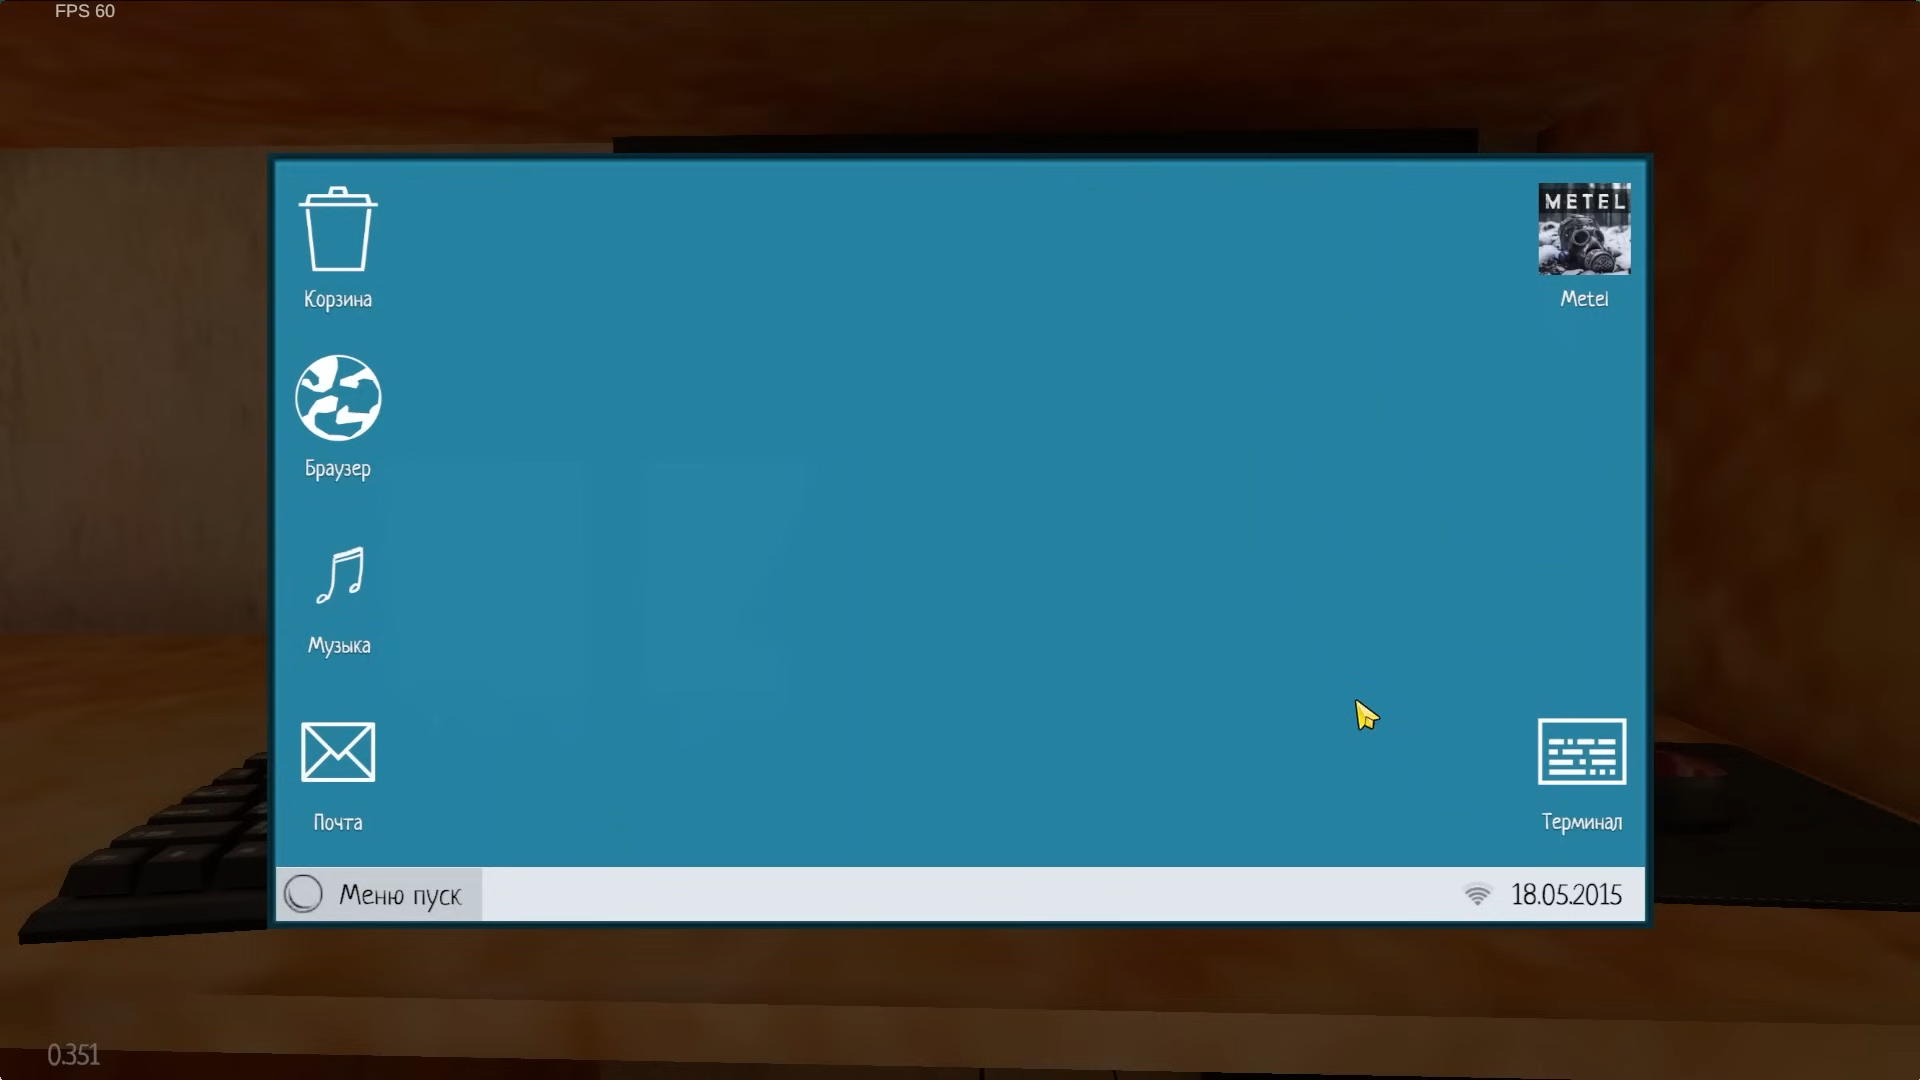 FPS 60
Корзина
METEL
Metel
Браузер
Музыка
Почта
Терминал
Меню пуск
18.05.2015
0.351